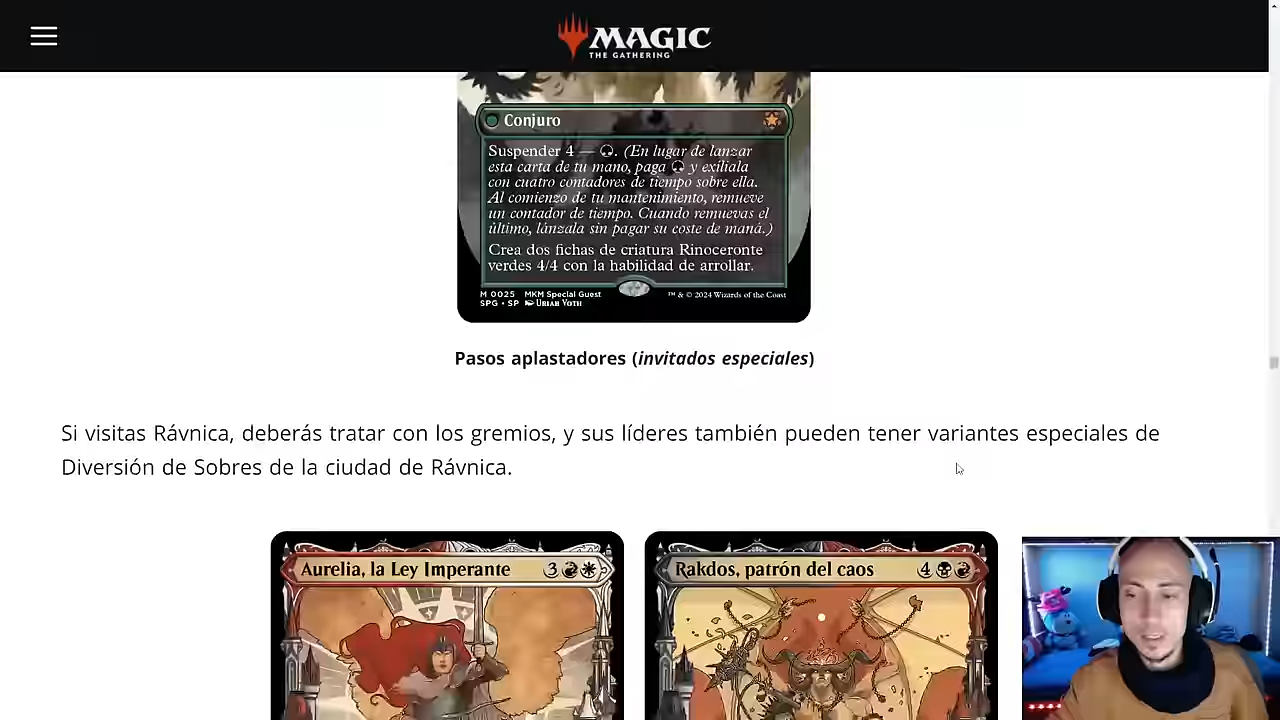 MAGIC
THE GATHERING
Conjuro
Suspender 4 — . (En lugar de lanzar
esta carta de tu mano, paga y exíliala
con cuatro contadores de tiempo sobre ella.
Al comienzo de tu mantenimiento, remueve
un contador de tiempo. Cuando remuevas el
último, lánzala sin pagar su coste de maná.)
Crea dos fichas de criatura Rinoceronte
verdes 4/4 con la habilidad de arrollar.
M 0025 MKM Special Guest
SPG • SP Uriah Voth
™ & © 2024 Wizards of the Coast
Pasos aplastadores (invitados especiales)
Si visitas Rávnica, deberás tratar con los gremios, y sus líderes también pueden tener variantes especiales de
Diversión de Sobres de la ciudad de Rávnica.
Aurelia, la Ley Imperante 3
Rakdos, patrón del caos 4